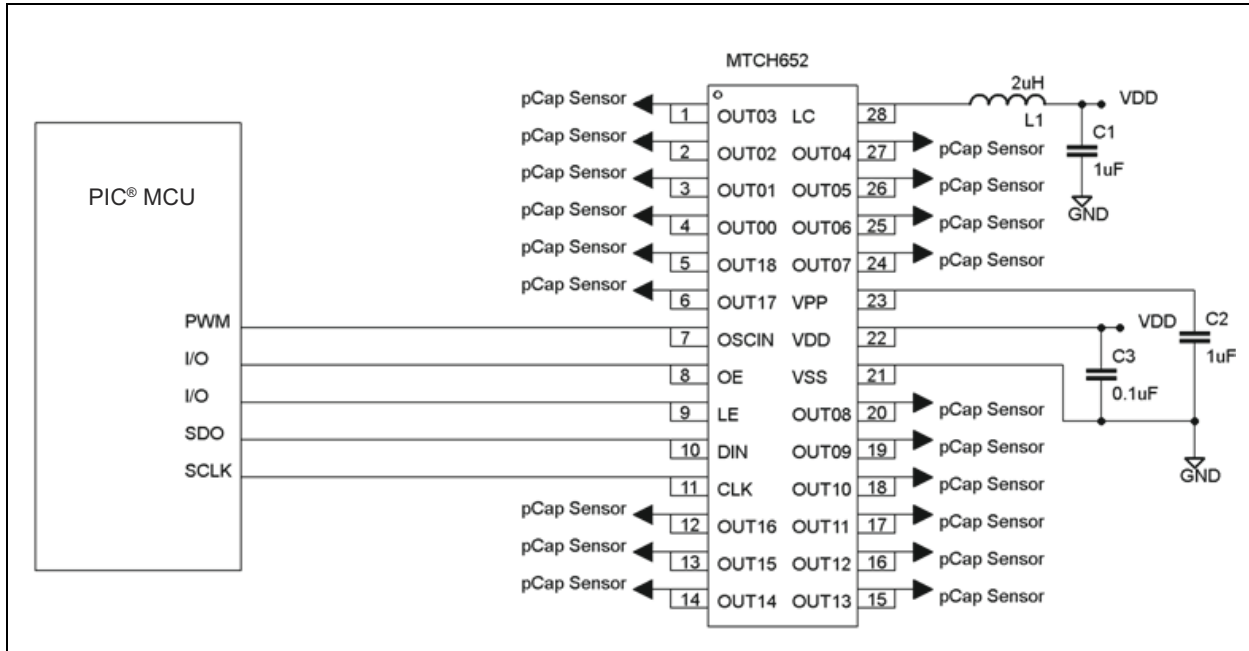 MTCH652
PIC® MCU
PWM
I/O
I/O
SDO
SCLK
pCap Sensor
pCap Sensor
pCap Sensor
pCap Sensor
pCap Sensor
pCap Sensor
pCap Sensor
pCap Sensor
pCap Sensor
1 OUT03 LC 28
2 OUT02 OUT04 27
3 OUT01 OUT05 26
4 OUT00 OUT06 25
5 OUT18 OUT07 24
6 OUT17 VPP 23
7 OSCIN VDD 22
8 OE VSS 21
9 LE OUT08 20
10 DIN OUT09 19
11 CLK OUT10 18
12 OUT16 OUT11 17
13 OUT15 OUT12 16
14 OUT14 OUT13 15
2uH
L1
VDD
C1
1uF
GND
pCap Sensor
pCap Sensor
pCap Sensor
pCap Sensor
VDD
C2
1uF
C3
0.1uF
GND
pCap Sensor
pCap Sensor
pCap Sensor
pCap Sensor
pCap Sensor
pCap Sensor